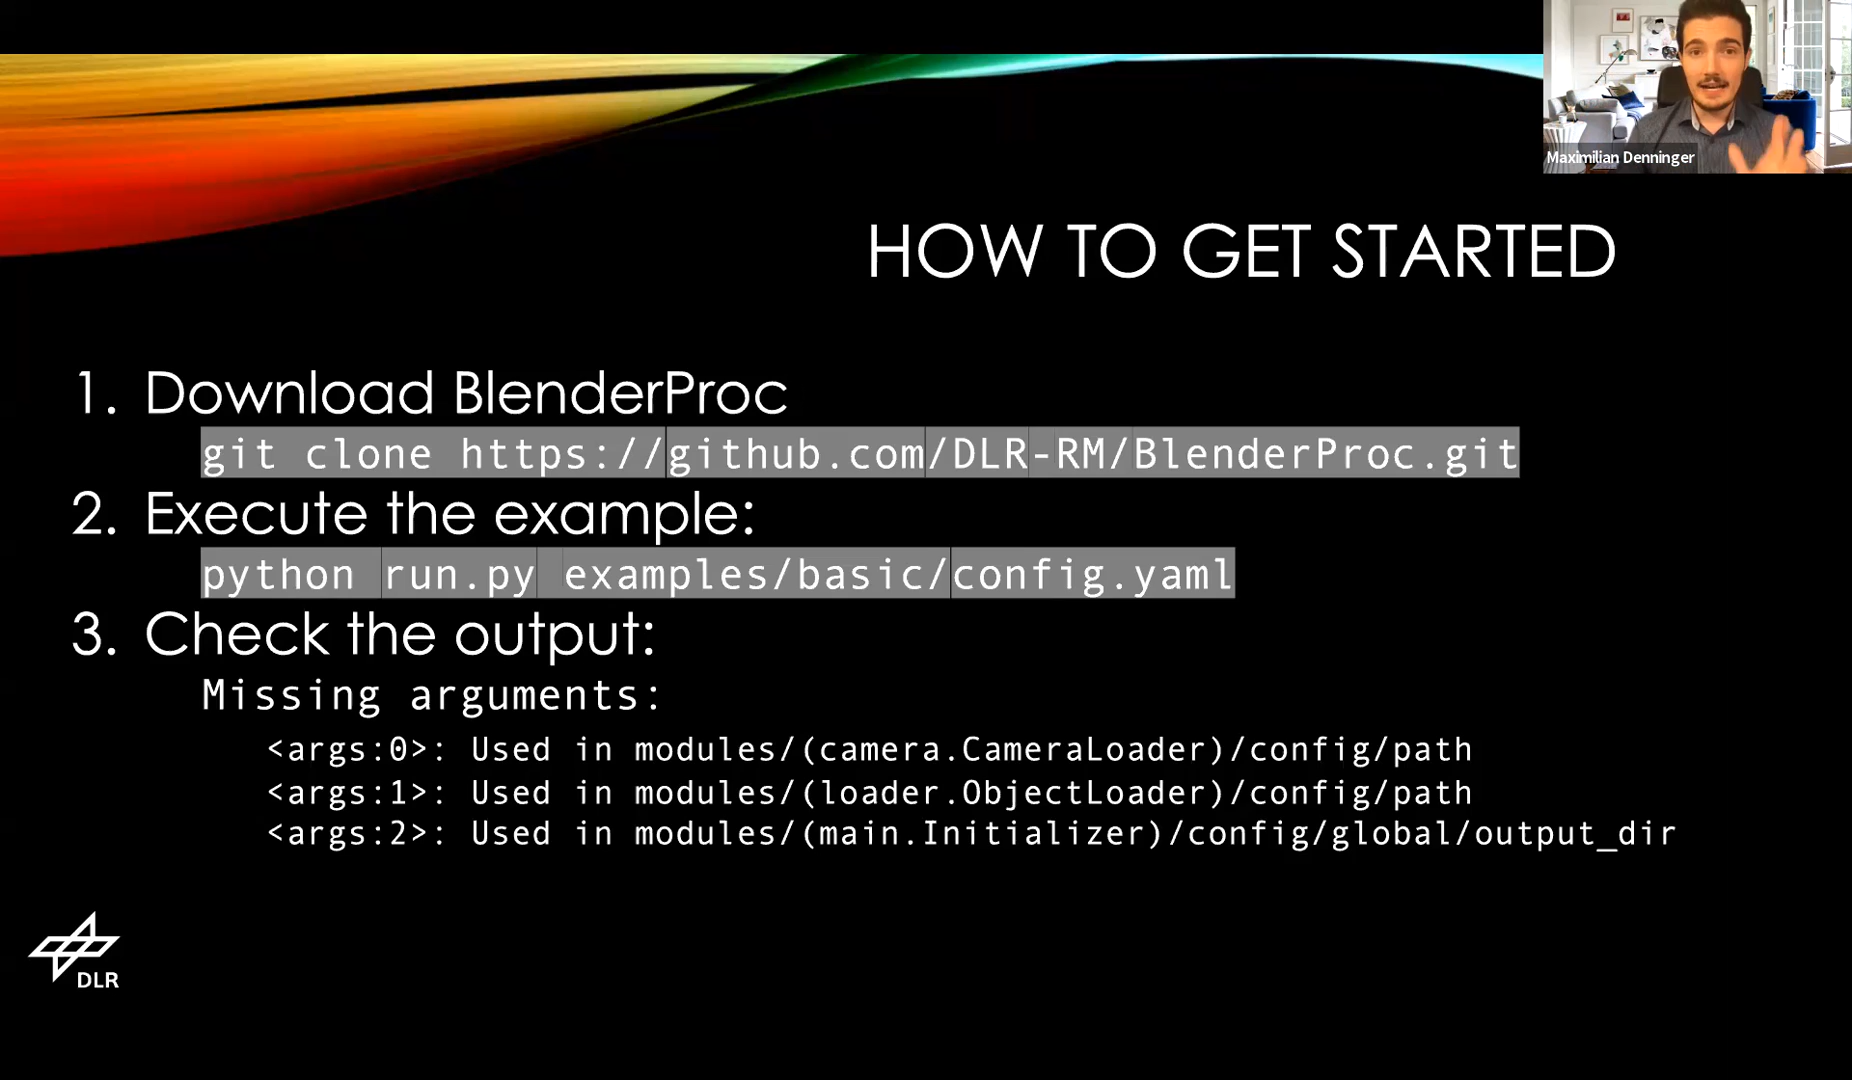 Maximilian Denninger
HOW TO GET STARTED
1. Download BlenderProc
git clone https://github.com/DLR-RM/BlenderProc.git
2. Execute the example:
python run.py examples/basic/config.yaml
3. Check the output:
Missing arguments:
<args:0>: Used in modules/(camera.CameraLoader)/config/path
<args:1>: Used in modules/(loader.ObjectLoader)/config/path
<args:2>: Used in modules/(main.Initializer)/config/global/output_dir
DLR